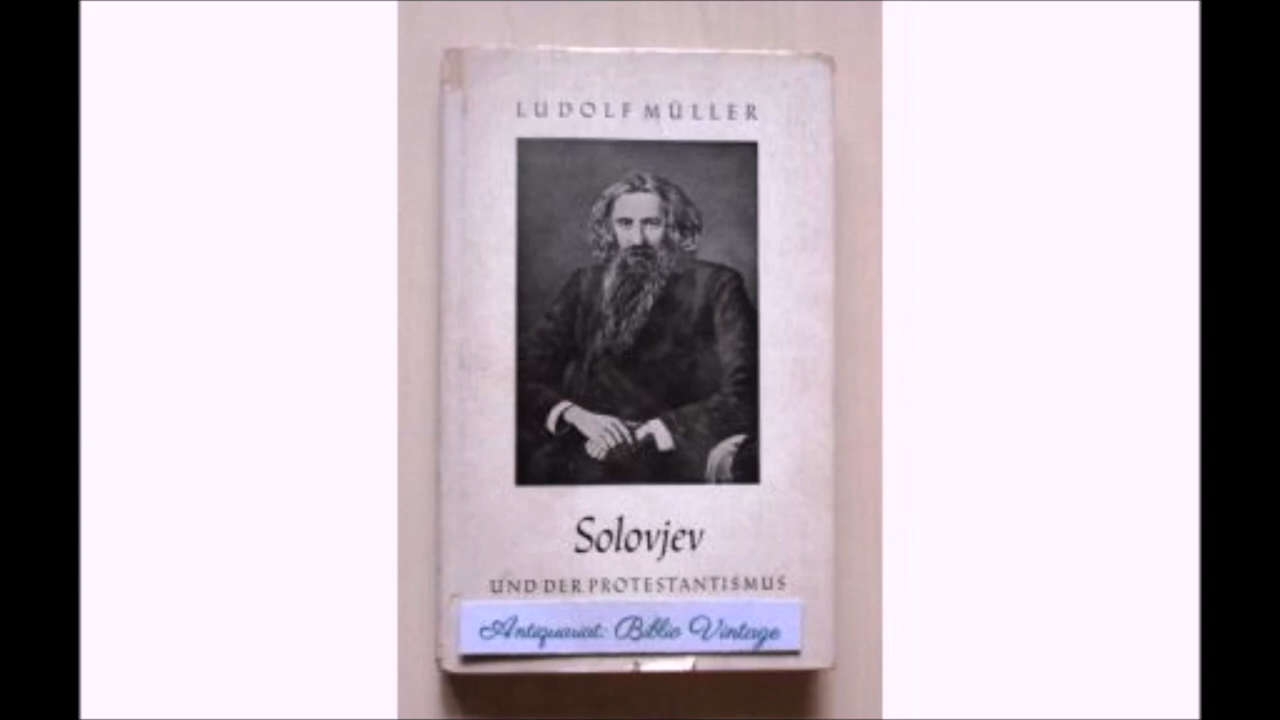 LUDOLF MÜLLER
Solovjev
UND DER PROTESTANTISMUS
Antiquariat: Biblio Vintage